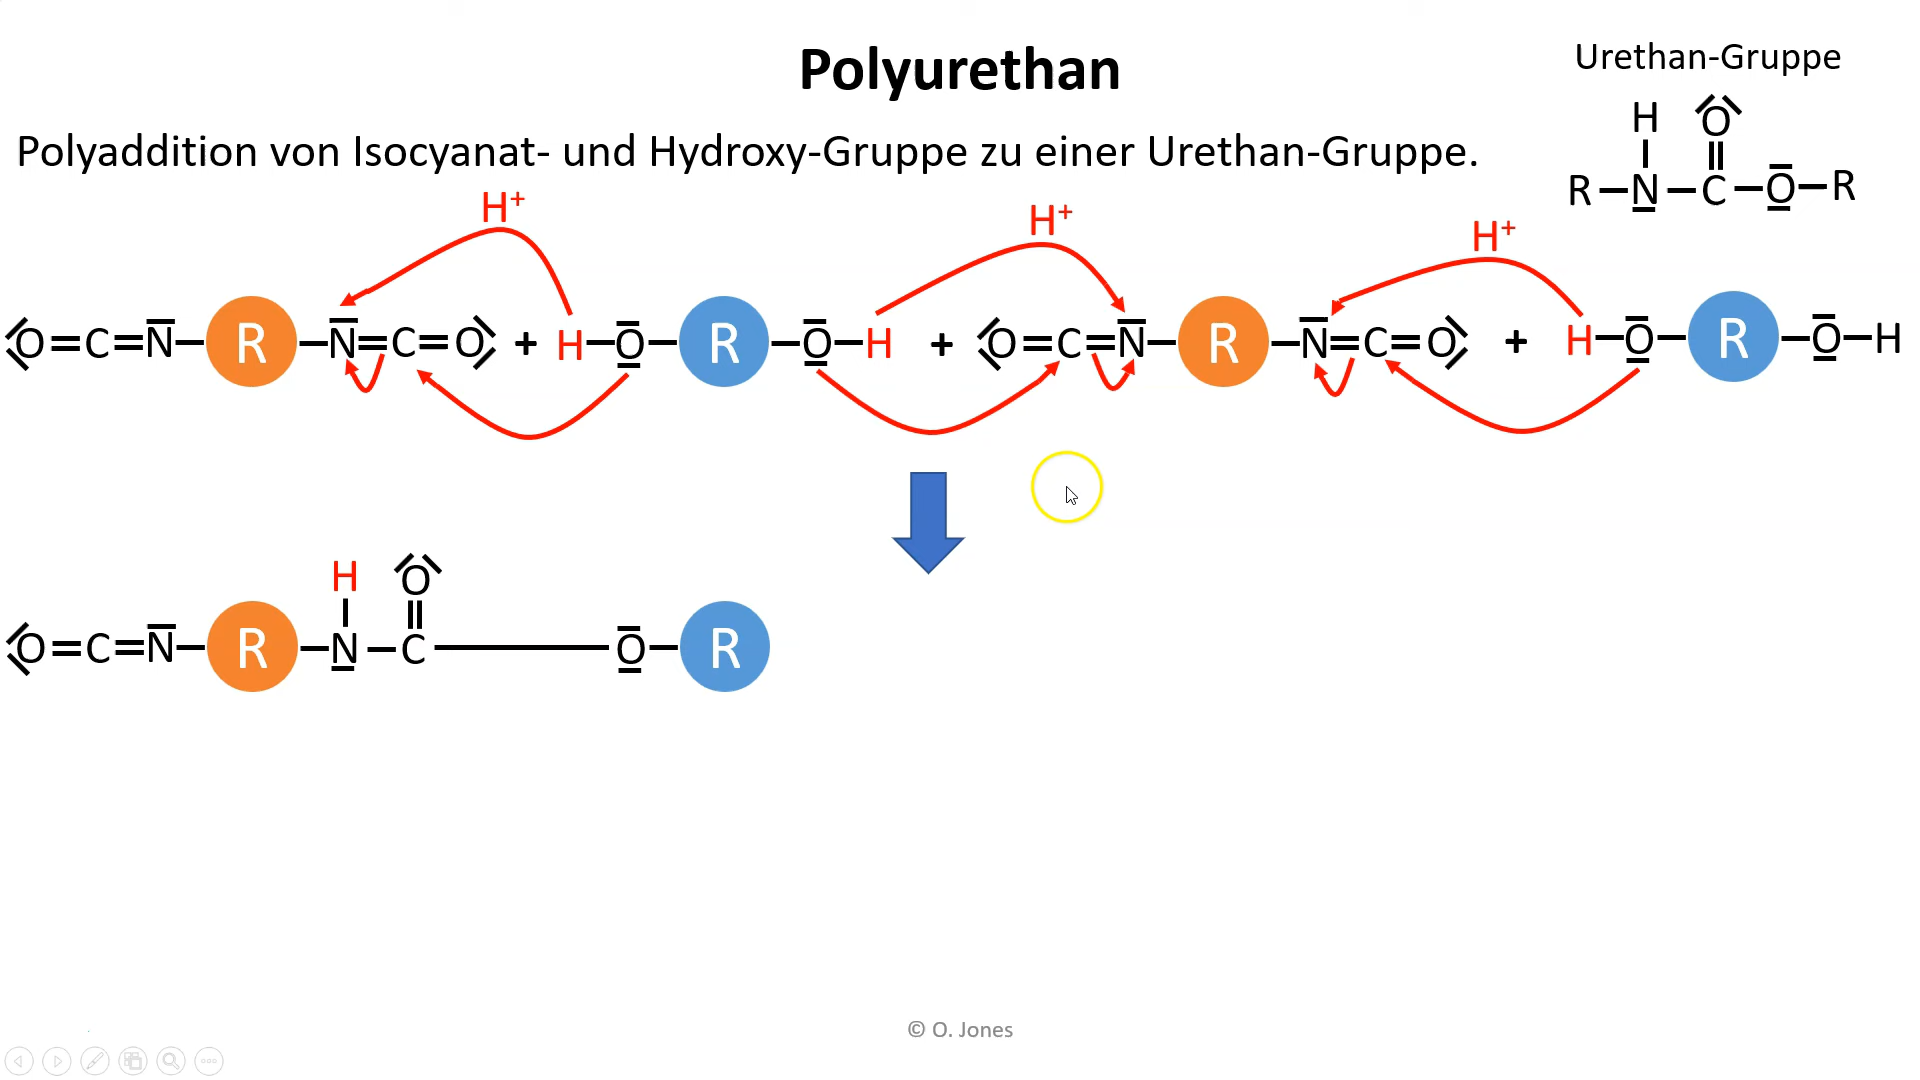 Polyurethan
Urethan-Gruppe
H O
R–N–C–O–R
Polyaddition von Isocyanat- und Hydroxy-Gruppe zu einer Urethan-Gruppe.
H⁺ H⁺ H⁺
O=C=N–R–N=C=O + H–O–R–O–H + O=C=N–R–N=C=O + H–O–R–O–H
H O
O=C=N–R–N–C–O–R
© O. Jones